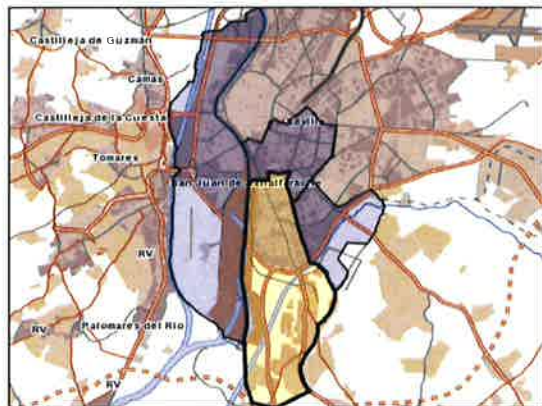 Castilleja de Guzmán
Camas
Castilleja de la Cuesta
Tomares
San Juan de Aznalfarache
RV
Palomares del Río
RV
RV